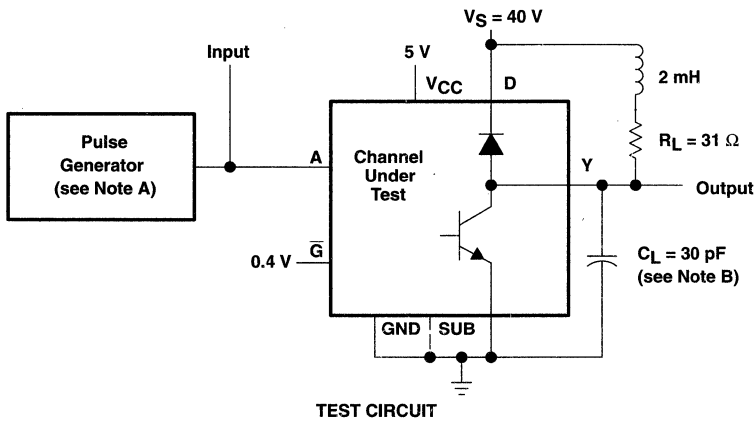 V_S = 40 V
Input
5 V
V_CC
D
2 mH
Pulse
Generator
(see Note A)
A
Channel
Under
Test
Y
R_L = 31 Ω
Output
0.4 V
G̅
C_L = 30 pF
(see Note B)
GND
SUB
TEST CIRCUIT